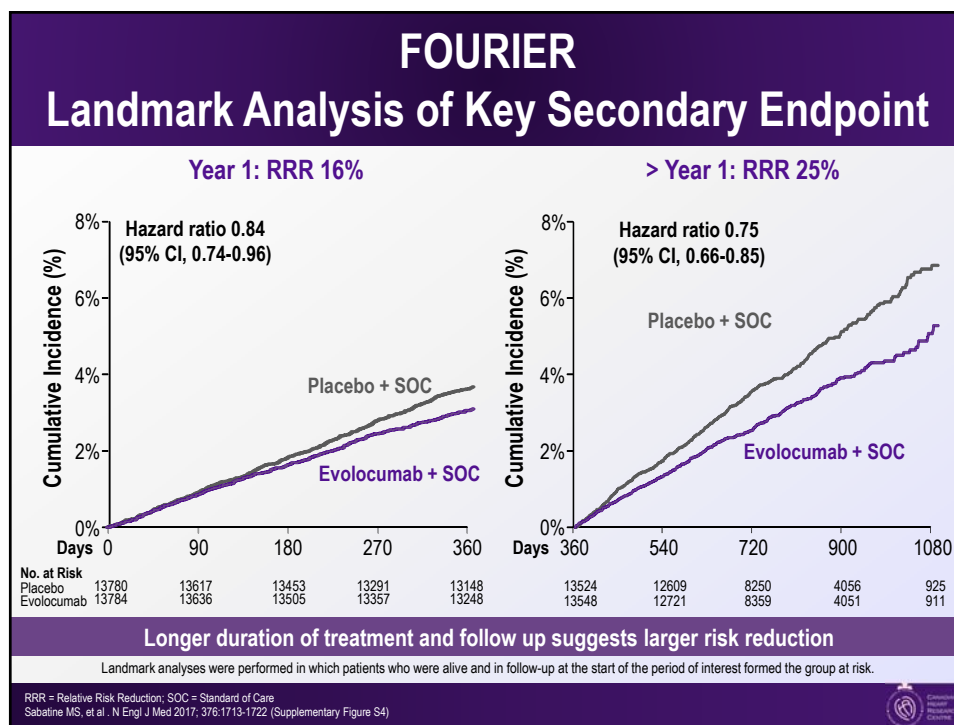 FOURIER
Landmark Analysis of Key Secondary Endpoint
Year 1: RRR 16%
> Year 1: RRR 25%
Cumulative Incidence (%)
8%
6%
4%
2%
0%
Hazard ratio 0.84
(95% CI, 0.74-0.96)
Placebo + SOC
Evolocumab + SOC
Days 0 90 180 270 360
Cumulative Incidence (%)
8%
6%
4%
2%
0%
Hazard ratio 0.75
(95% CI, 0.66-0.85)
Placebo + SOC
Evolocumab + SOC
Days 360 540 720 900 1080
No. at Risk
Placebo 13780 13617 13453 13291 13148 13524 12609 8250 4056 925
Evolocumab 13784 13636 13505 13357 13248 13548 12721 8359 4051 911
Longer duration of treatment and follow up suggests larger risk reduction
Landmark analyses were performed in which patients who were alive and in follow-up at the start of the period of interest formed the group at risk.
RRR = Relative Risk Reduction; SOC = Standard of Care
Sabatine MS, et al . N Engl J Med 2017; 376:1713-1722 (Supplementary Figure S4)
HEART
CENTRE